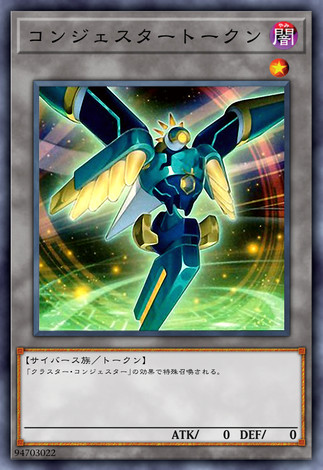 コンジェスタートークン
やみ
闇
【サイバース族/トークン】
「クラスター・コンジェスター」の効果で特殊召喚される。
ATK/ 0 DEF/ 0
94703022